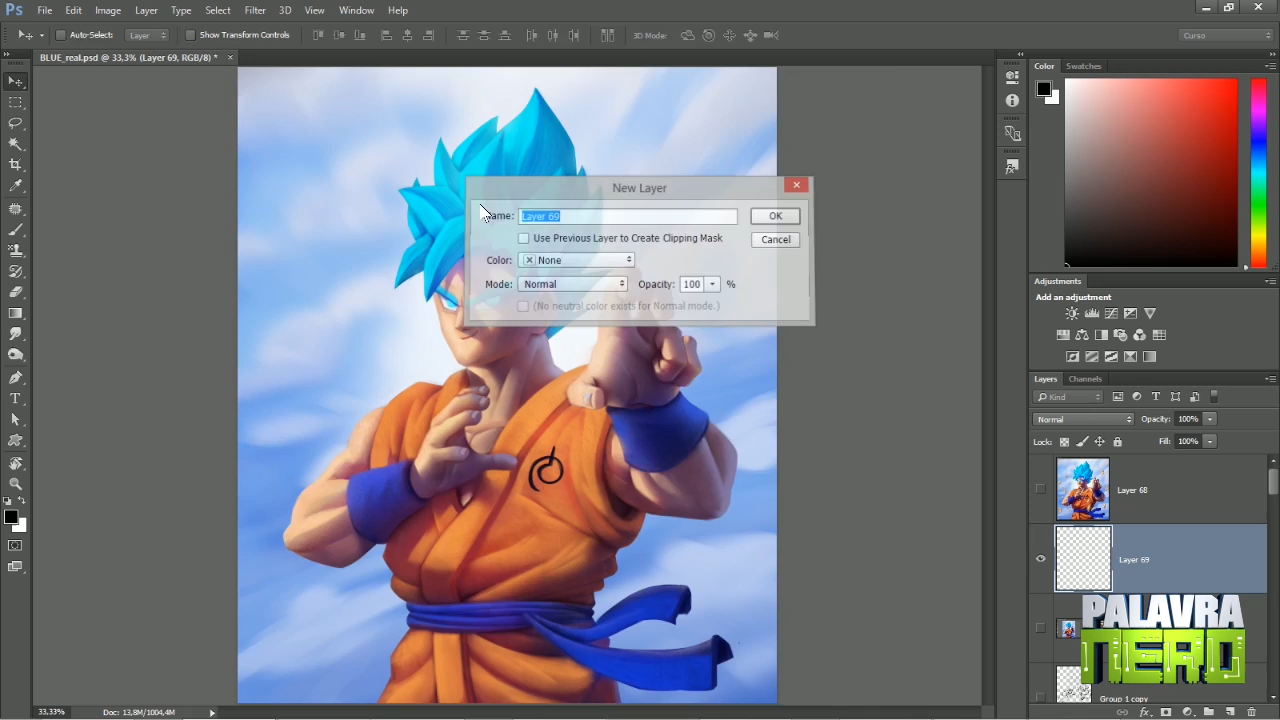 Ps File Edit Image Layer Type Select Filter 3D View Window Help
Auto-Select: Layer Show Transform Controls 3D Mode: Curso
BLUE_real.psd @ 33,3% (Layer 69, RGB/8) *
Color Swatches
New Layer
Name: Layer 69 OK
Use Previous Layer to Create Clipping Mask Cancel
Color: None
Mode: Normal Opacity: 100 %
(No neutral color exists for Normal mode.)
Adjustments
Add an adjustment
Layers Channels
Kind
Normal Opacity: 100%
Lock: Fill: 100%
Layer 68
Layer 69
PALAVRA
NERD
Group 1 copy
33,33% Doc: 13,8M/1004,4M